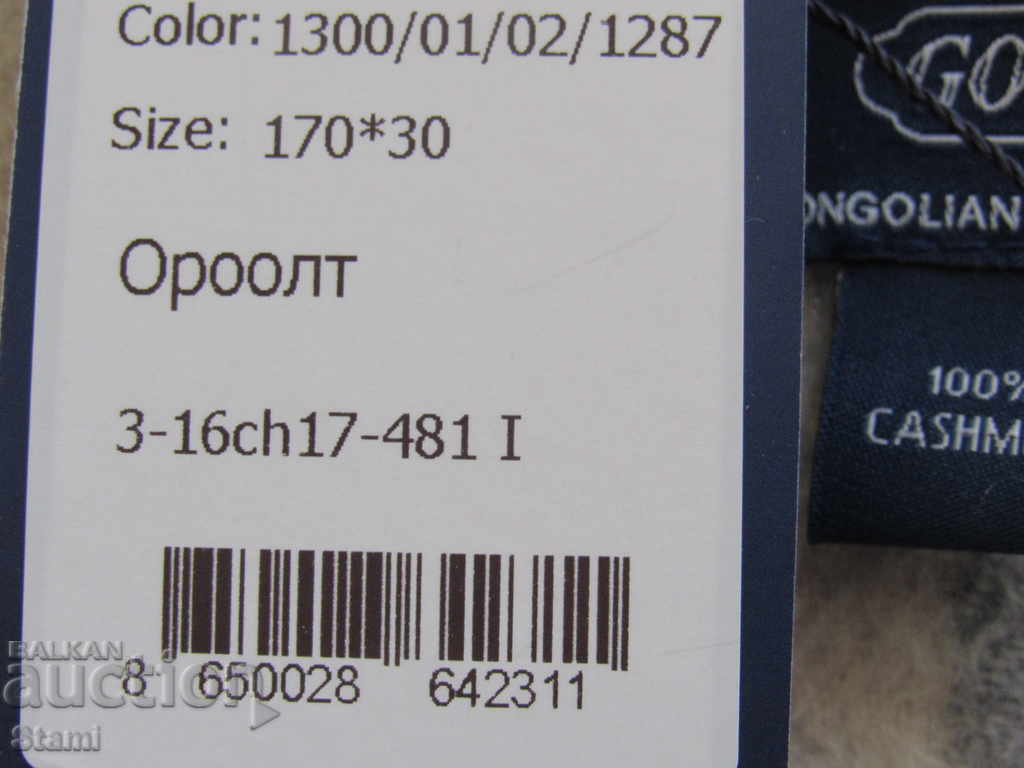 Color: 1300/01/02/1287
Size: 170*30
Ороолт
3-16ch17-481 I
8 650028 642311
GO
ONGOLIAN
100%
CASHM
BALKAN
auction
Stami